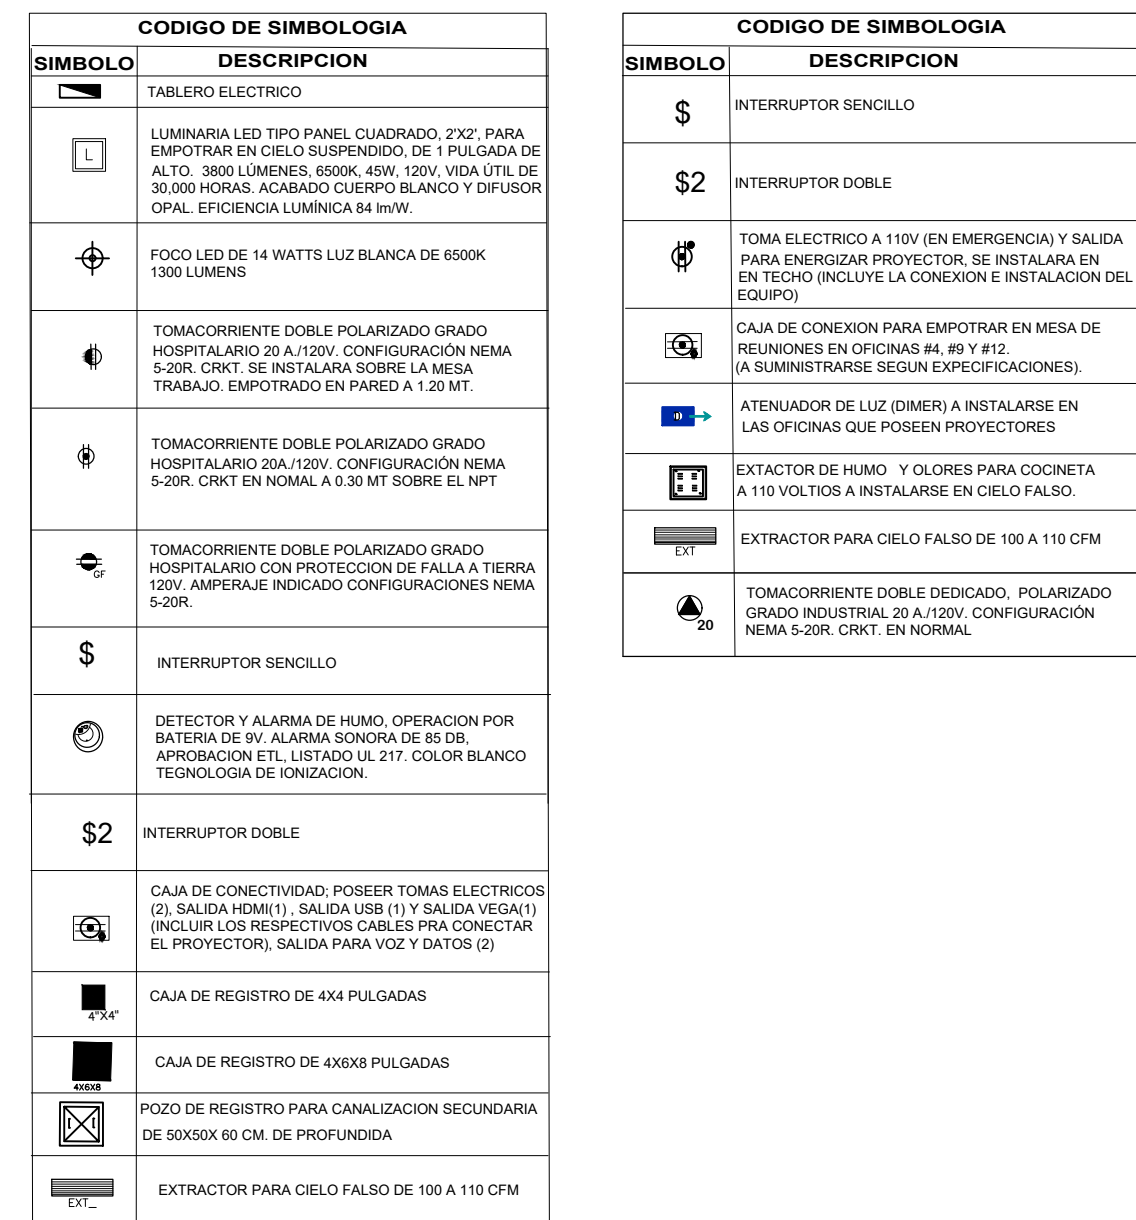 CODIGO DE SIMBOLOGIA
SIMBOLO DESCRIPCION
TABLERO ELECTRICO
L
LUMINARIA LED TIPO PANEL CUADRADO, 2'X2', PARA
EMPOTRAR EN CIELO SUSPENDIDO, DE 1 PULGADA DE
ALTO. 3800 LÚMENES, 6500K, 45W, 120V, VIDA ÚTIL DE
30,000 HORAS. ACABADO CUERPO BLANCO Y DIFUSOR
OPAL. EFICIENCIA LUMÍNICA 84 lm/W.
FOCO LED DE 14 WATTS LUZ BLANCA DE 6500K
1300 LUMENS
TOMACORRIENTE DOBLE POLARIZADO GRADO
HOSPITALARIO 20 A./120V. CONFIGURACIÓN NEMA
5-20R. CRKT. SE INSTALARA SOBRE LA MESA
TRABAJO. EMPOTRADO EN PARED A 1.20 MT.
TOMACORRIENTE DOBLE POLARIZADO GRADO
HOSPITALARIO 20A./120V. CONFIGURACIÓN NEMA
5-20R. CRKT EN NOMAL A 0.30 MT SOBRE EL NPT
GF
TOMACORRIENTE DOBLE POLARIZADO GRADO
HOSPITALARIO CON PROTECCION DE FALLA A TIERRA
120V. AMPERAJE INDICADO CONFIGURACIONES NEMA
5-20R.
$ INTERRUPTOR SENCILLO
DETECTOR Y ALARMA DE HUMO, OPERACION POR
BATERIA DE 9V. ALARMA SONORA DE 85 DB,
APROBACION ETL, LISTADO UL 217. COLOR BLANCO
TEGNOLOGIA DE IONIZACION.
$2 INTERRUPTOR DOBLE
CAJA DE CONECTIVIDAD; POSEER TOMAS ELECTRICOS
(2), SALIDA HDMI(1) , SALIDA USB (1) Y SALIDA VEGA(1)
(INCLUIR LOS RESPECTIVOS CABLES PRA CONECTAR
EL PROYECTOR), SALIDA PARA VOZ Y DATOS (2)
CAJA DE REGISTRO DE 4X4 PULGADAS
4"X4"
CAJA DE REGISTRO DE 4X6X8 PULGADAS
4X6X8
POZO DE REGISTRO PARA CANALIZACION SECUNDARIA
DE 50X50X 60 CM. DE PROFUNDIDA
EXTRACTOR PARA CIELO FALSO DE 100 A 110 CFM
EXT_
CODIGO DE SIMBOLOGIA
SIMBOLO DESCRIPCION
$ INTERRUPTOR SENCILLO
$2 INTERRUPTOR DOBLE
TOMA ELECTRICO A 110V (EN EMERGENCIA) Y SALIDA
PARA ENERGIZAR PROYECTOR, SE INSTALARA EN
EN TECHO (INCLUYE LA CONEXION E INSTALACION DEL
EQUIPO)
CAJA DE CONEXION PARA EMPOTRAR EN MESA DE
REUNIONES EN OFICINAS #4, #9 Y #12.
(A SUMINISTRARSE SEGUN EXPECIFICACIONES).
ATENUADOR DE LUZ (DIMER) A INSTALARSE EN
LAS OFICINAS QUE POSEEN PROYECTORES
EXTACTOR DE HUMO Y OLORES PARA COCINETA
A 110 VOLTIOS A INSTALARSE EN CIELO FALSO.
EXTRACTOR PARA CIELO FALSO DE 100 A 110 CFM
EXT
TOMACORRIENTE DOBLE DEDICADO, POLARIZADO
GRADO INDUSTRIAL 20 A./120V. CONFIGURACIÓN
NEMA 5-20R. CRKT. EN NORMAL
20